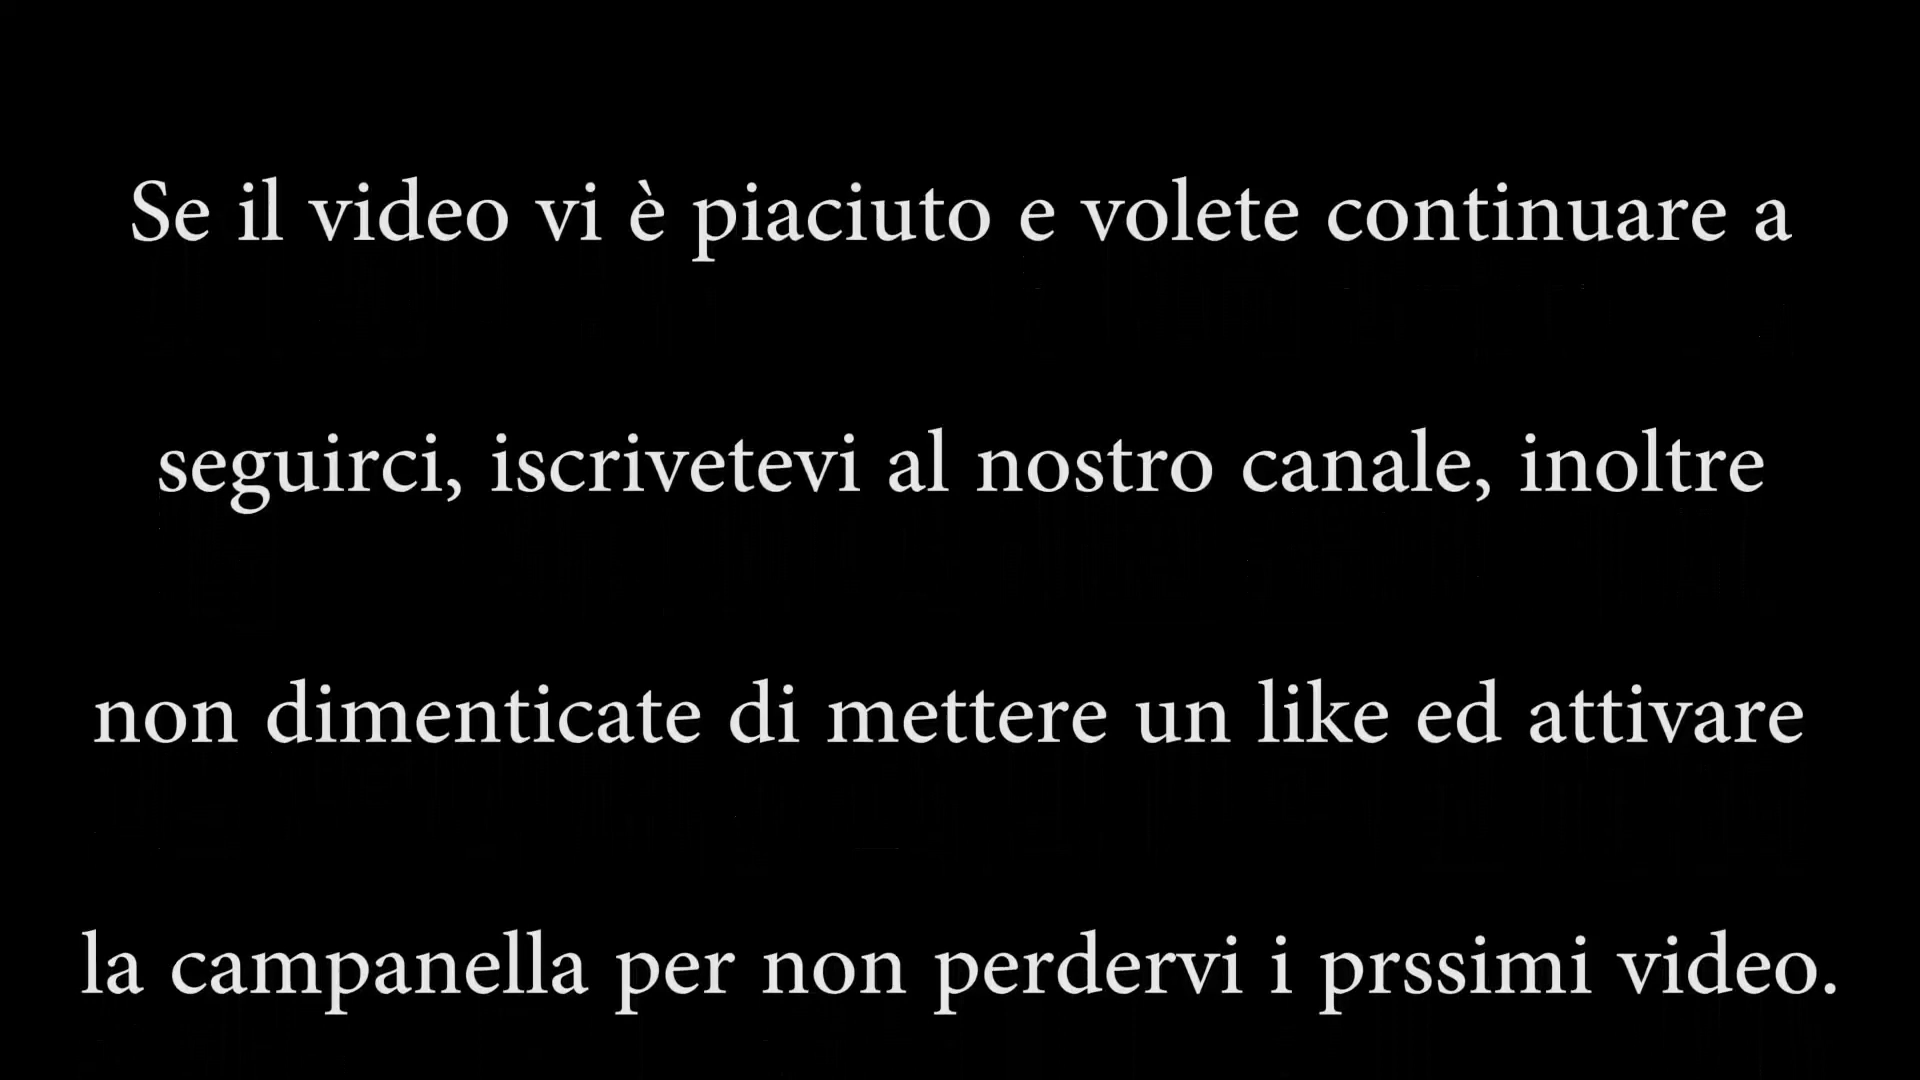 Se il video vi è piaciuto e volete continuare a
seguirci, iscrivetevi al nostro canale, inoltre
non dimenticate di mettere un like ed attivare
la campanella per non perdervi i prssimi video.